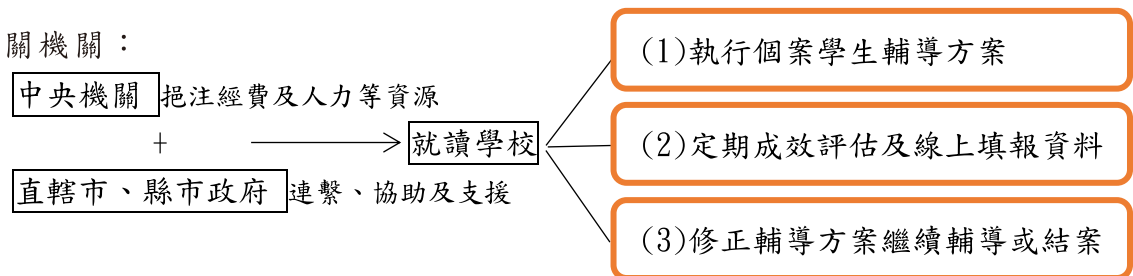 關機關：
中央機關 挹注經費及人力等資源
+
直轄市、縣市政府 連繫、協助及支援
就讀學校
(1)執行個案學生輔導方案
(2)定期成效評估及線上填報資料
(3)修正輔導方案繼續輔導或結案